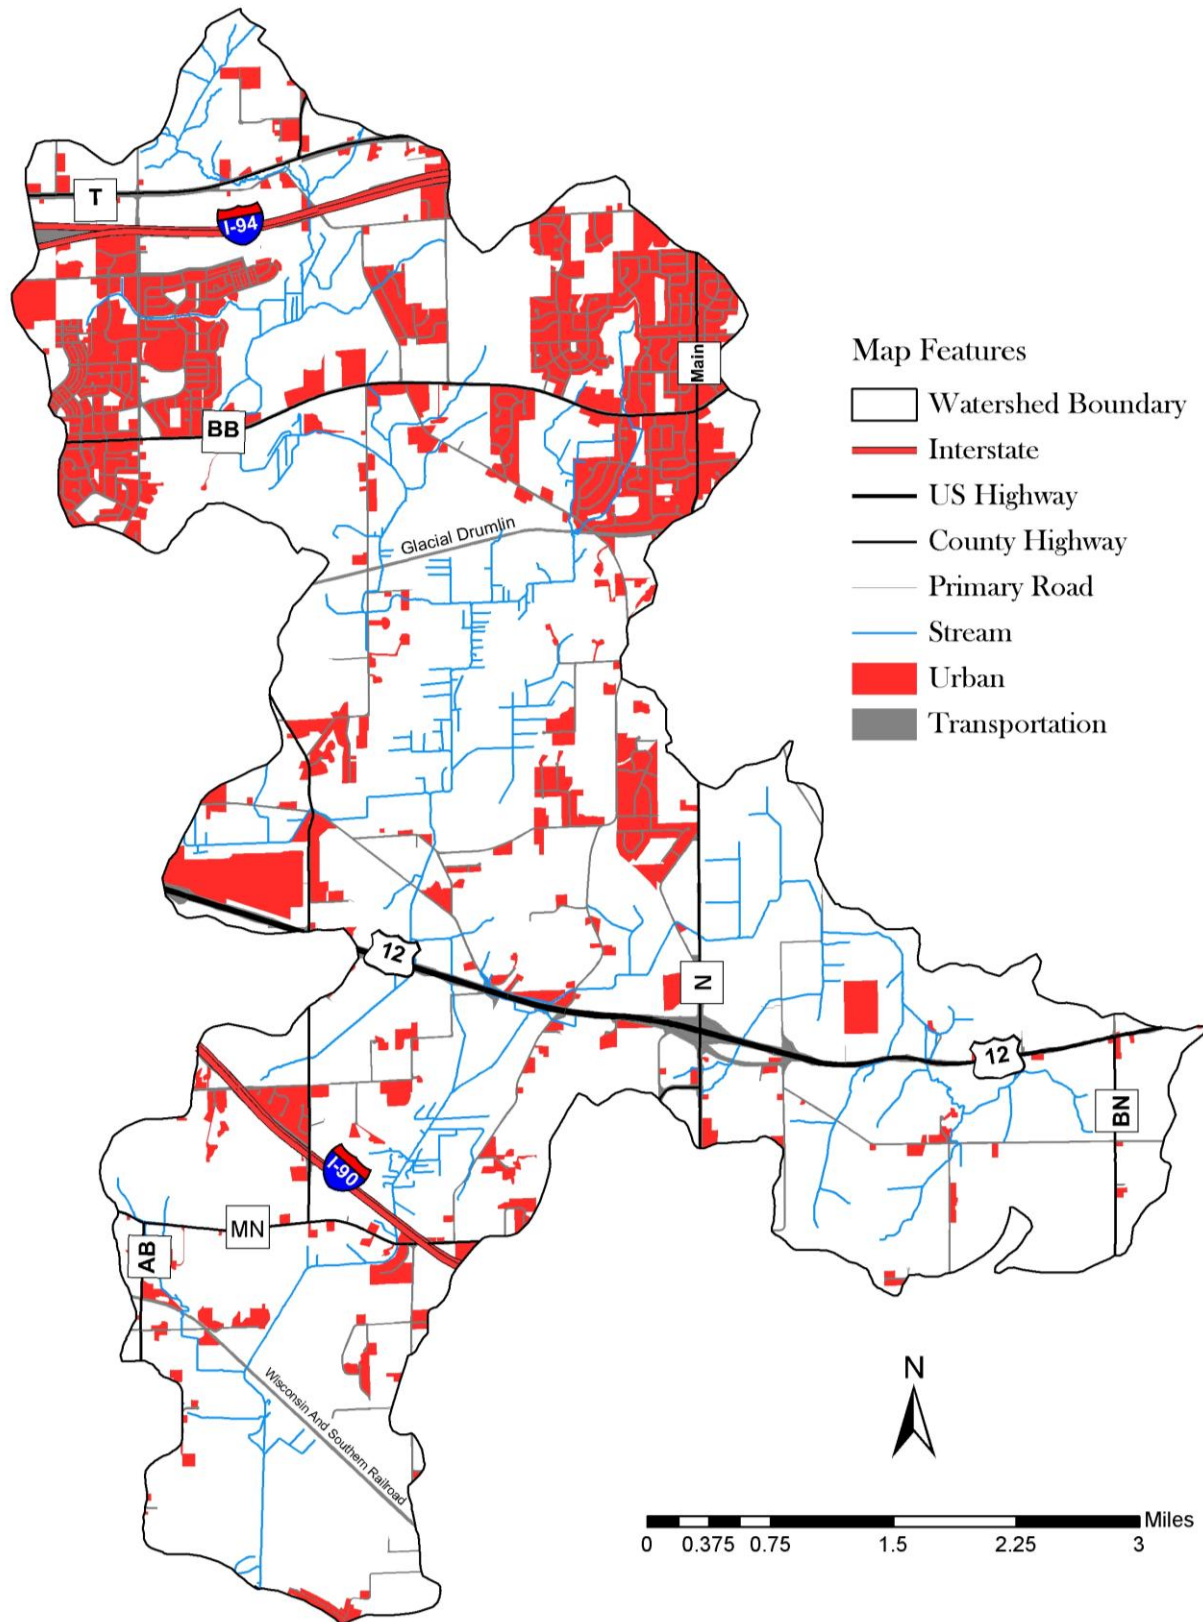 T
I-94
Main
BB
Glacial Drumlin
Map Features
Watershed Boundary
Interstate
US Highway
County Highway
Primary Road
Stream
Urban
Transportation
12
N
12
BN
I-90
MN
AB
Wisconsin And Southern Railroad
N
Miles
0 0.375 0.75 1.5 2.25 3